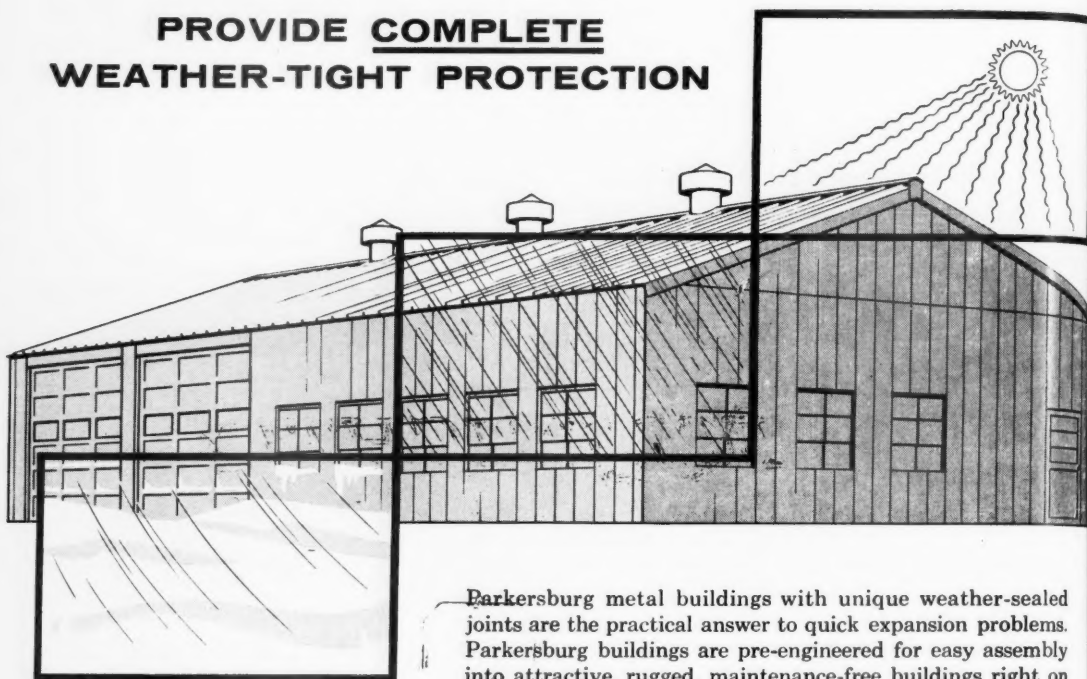 PROVIDE COMPLETE
WEATHER-TIGHT PROTECTION
Parkersburg metal buildings with unique weather-sealed
joints are the practical answer to quick expansion problems.
Parkersburg buildings are pre-engineered for easy assembly
into attractive, rugged, maintenance-free buildings right on